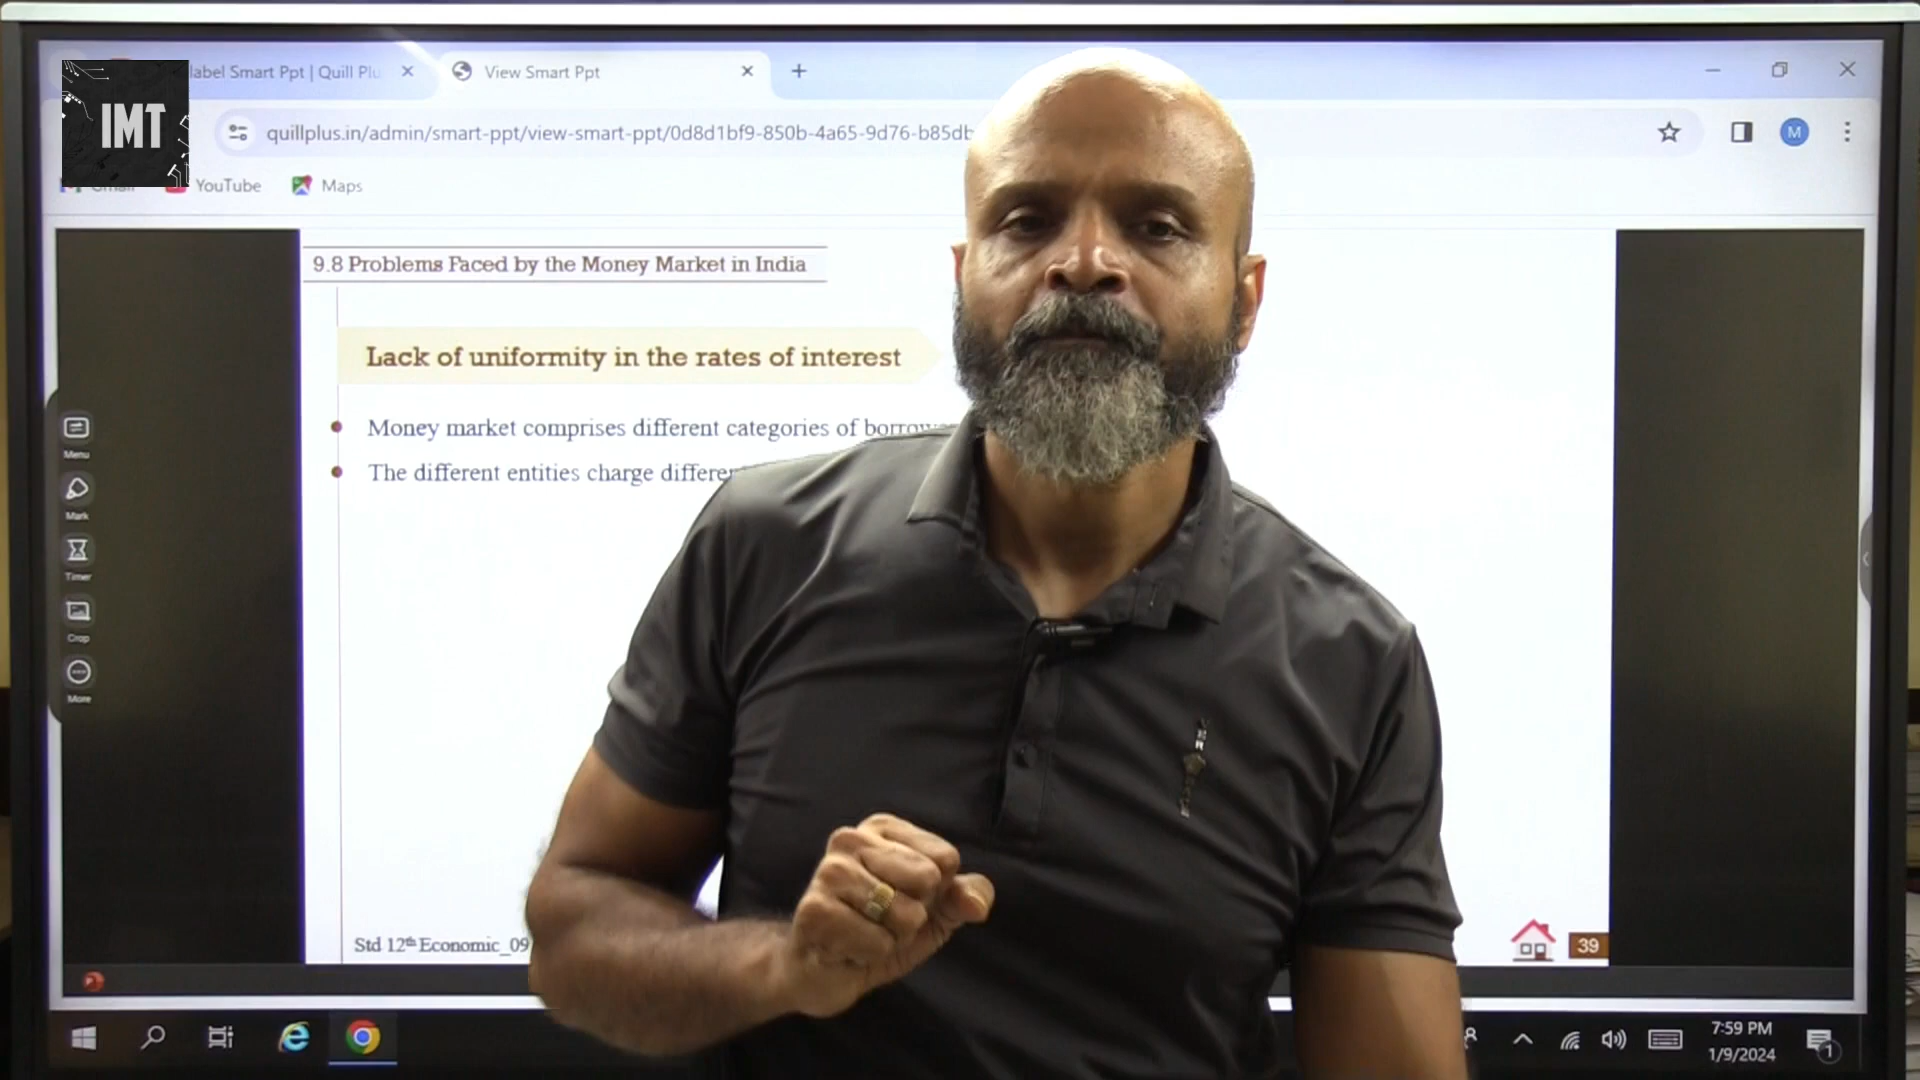 label Smart Ppt | Quill Plu
View Smart Ppt
IMT
quillplus.in/admin/smart-ppt/view-smart-ppt/0d8d1bf9-850b-4a65-9d76-b85db
M
Gmail
YouTube
Maps
9.8 Problems Faced by the Money Market in India
Lack of uniformity in the rates of interest
Money market comprises different categories of
The different entities charge
Menu
Mark
Timer
Crop
More
Std 12th Economic_09
39
7:59 PM
1/9/2024
1